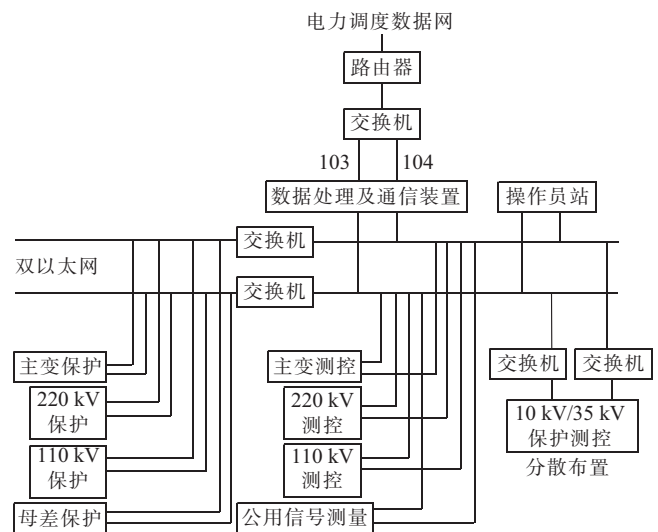 电力调度数据网
路由器
交换机
103
104
数据处理及通信装置
操作员站
交换机
双以太网
交换机
主变保护
主变测控
交换机
交换机
220 kV
保护
220 kV
测控
10 kV/35 kV
保护测控
110 kV
保护
110 kV
测控
分散布置
母差保护
公用信号测量